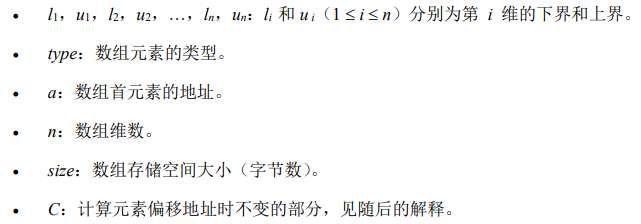 • l₁，u₁，l₂，u₂，…，lₙ，uₙ：lᵢ 和 u ᵢ（1 ≤ i ≤ n）分别为第 i 维的下界和上界。
• type：数组元素的类型。
• a：数组首元素的地址。
• n：数组维数。
• size：数组存储空间大小（字节数）。
• C：计算元素偏移地址时不变的部分，见随后的解释。